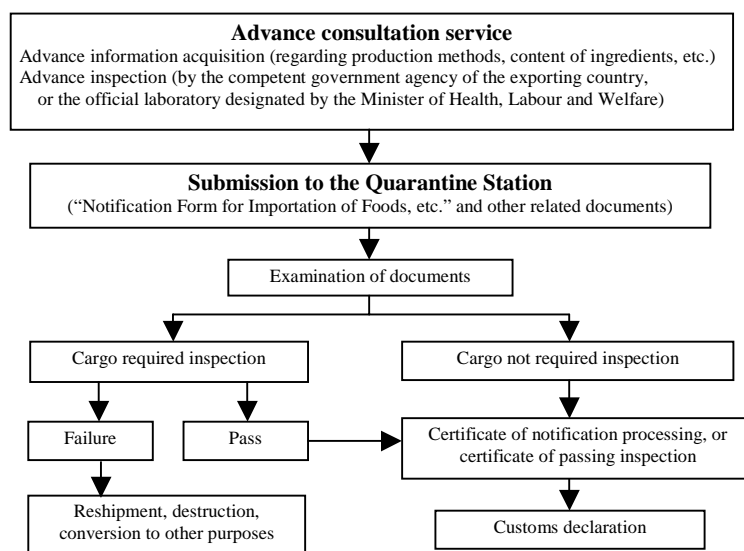 Advance consultation service
Advance information acquisition (regarding production methods, content of ingredients, etc.)
Advance inspection (by the competent government agency of the exporting country,
or the official laboratory designated by the Minister of Health, Labour and Welfare)
Submission to the Quarantine Station
(“Notification Form for Importation of Foods, etc.” and other related documents)
Examination of documents
Cargo required inspection
Cargo not required inspection
Failure
Pass
Certificate of notification processing, or
certificate of passing inspection
Reshipment, destruction,
conversion to other purposes
Customs declaration